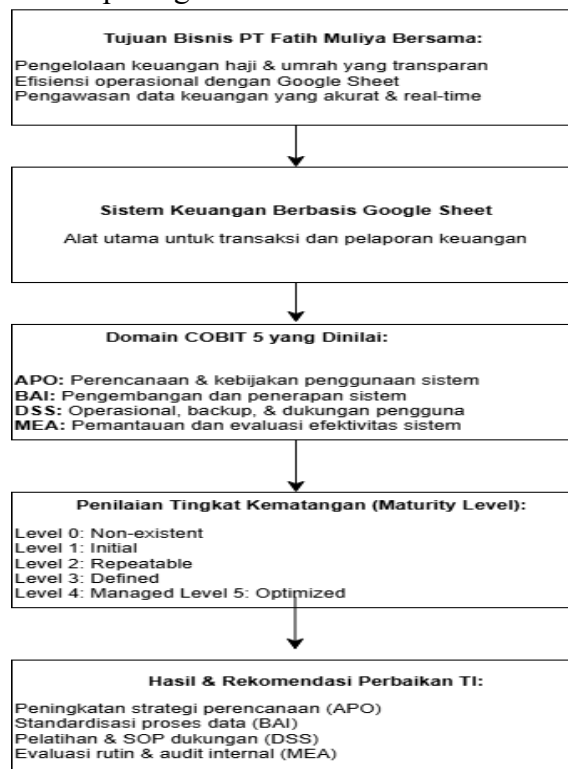 Tujuan Bisnis PT Fatih Muliya Bersama:
Pengelolaan keuangan haji & umrah yang transparan
Efisiensi operasional dengan Google Sheet
Pengawasan data keuangan yang akurat & real-time
Sistem Keuangan Berbasis Google Sheet
Alat utama untuk transaksi dan pelaporan keuangan
Domain COBIT 5 yang Dinilai:
APO: Perencanaan & kebijakan penggunaan sistem
BAI: Pengembangan dan penerapan sistem
DSS: Operasional, backup, & dukungan pengguna
MEA: Pemantauan dan evaluasi efektivitas sistem
Penilaian Tingkat Kematangan (Maturity Level):
Level 0: Non-existent
Level 1: Initial
Level 2: Repeatable
Level 3: Defined
Level 4: Managed Level 5: Optimized
Hasil & Rekomendasi Perbaikan TI:
Peningkatan strategi perencanaan (APO)
Standardisasi proses data (BAI)
Pelatihan & SOP dukungan (DSS)
Evaluasi rutin & audit internal (MEA)